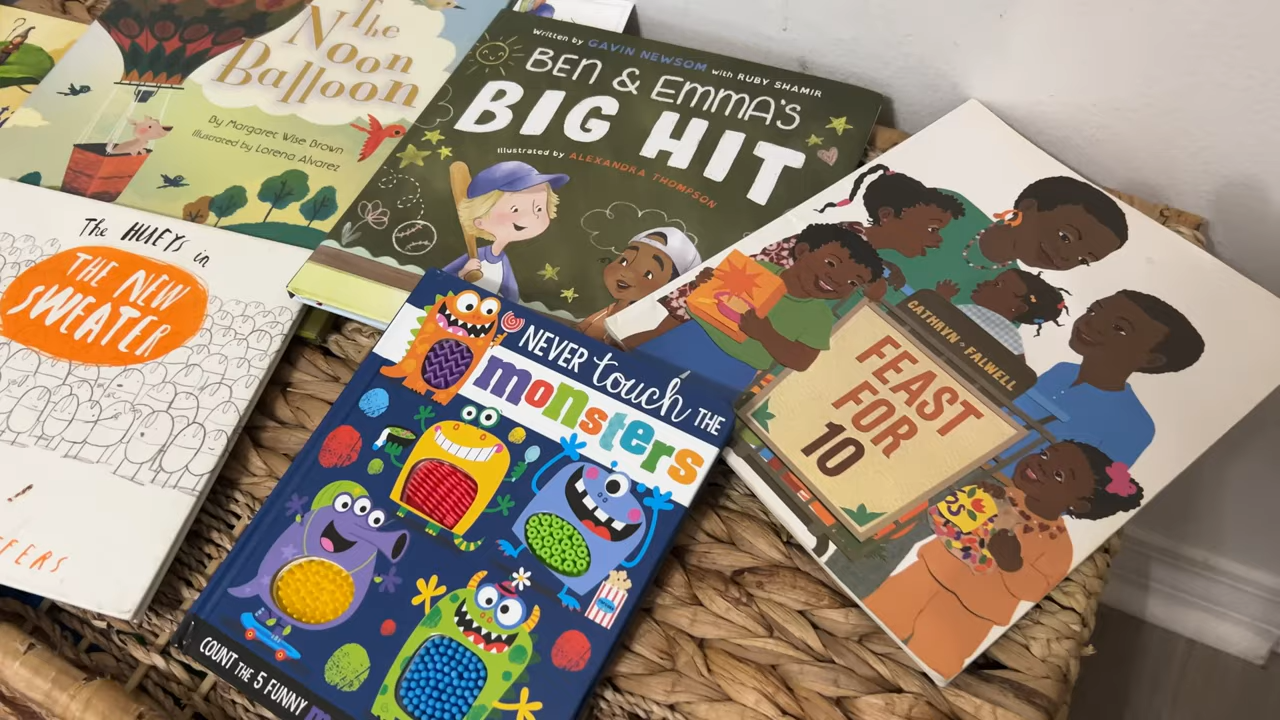 The
Noon
Balloon
By Margaret Wise Brown
Illustrated by Lorena Alvarez
Written by GAVIN NEWSOM with RUBY SHAMIR
BEN & EMMA'S
BIG HIT
Illustrated by ALEXANDRA THOMPSON
The HUEYS in
THE NEW
SWEATER
NEVER touch THE
monsters
COUNT THE 5 FUNNY
CATHRYN FALWELL
FEAST
FOR
10